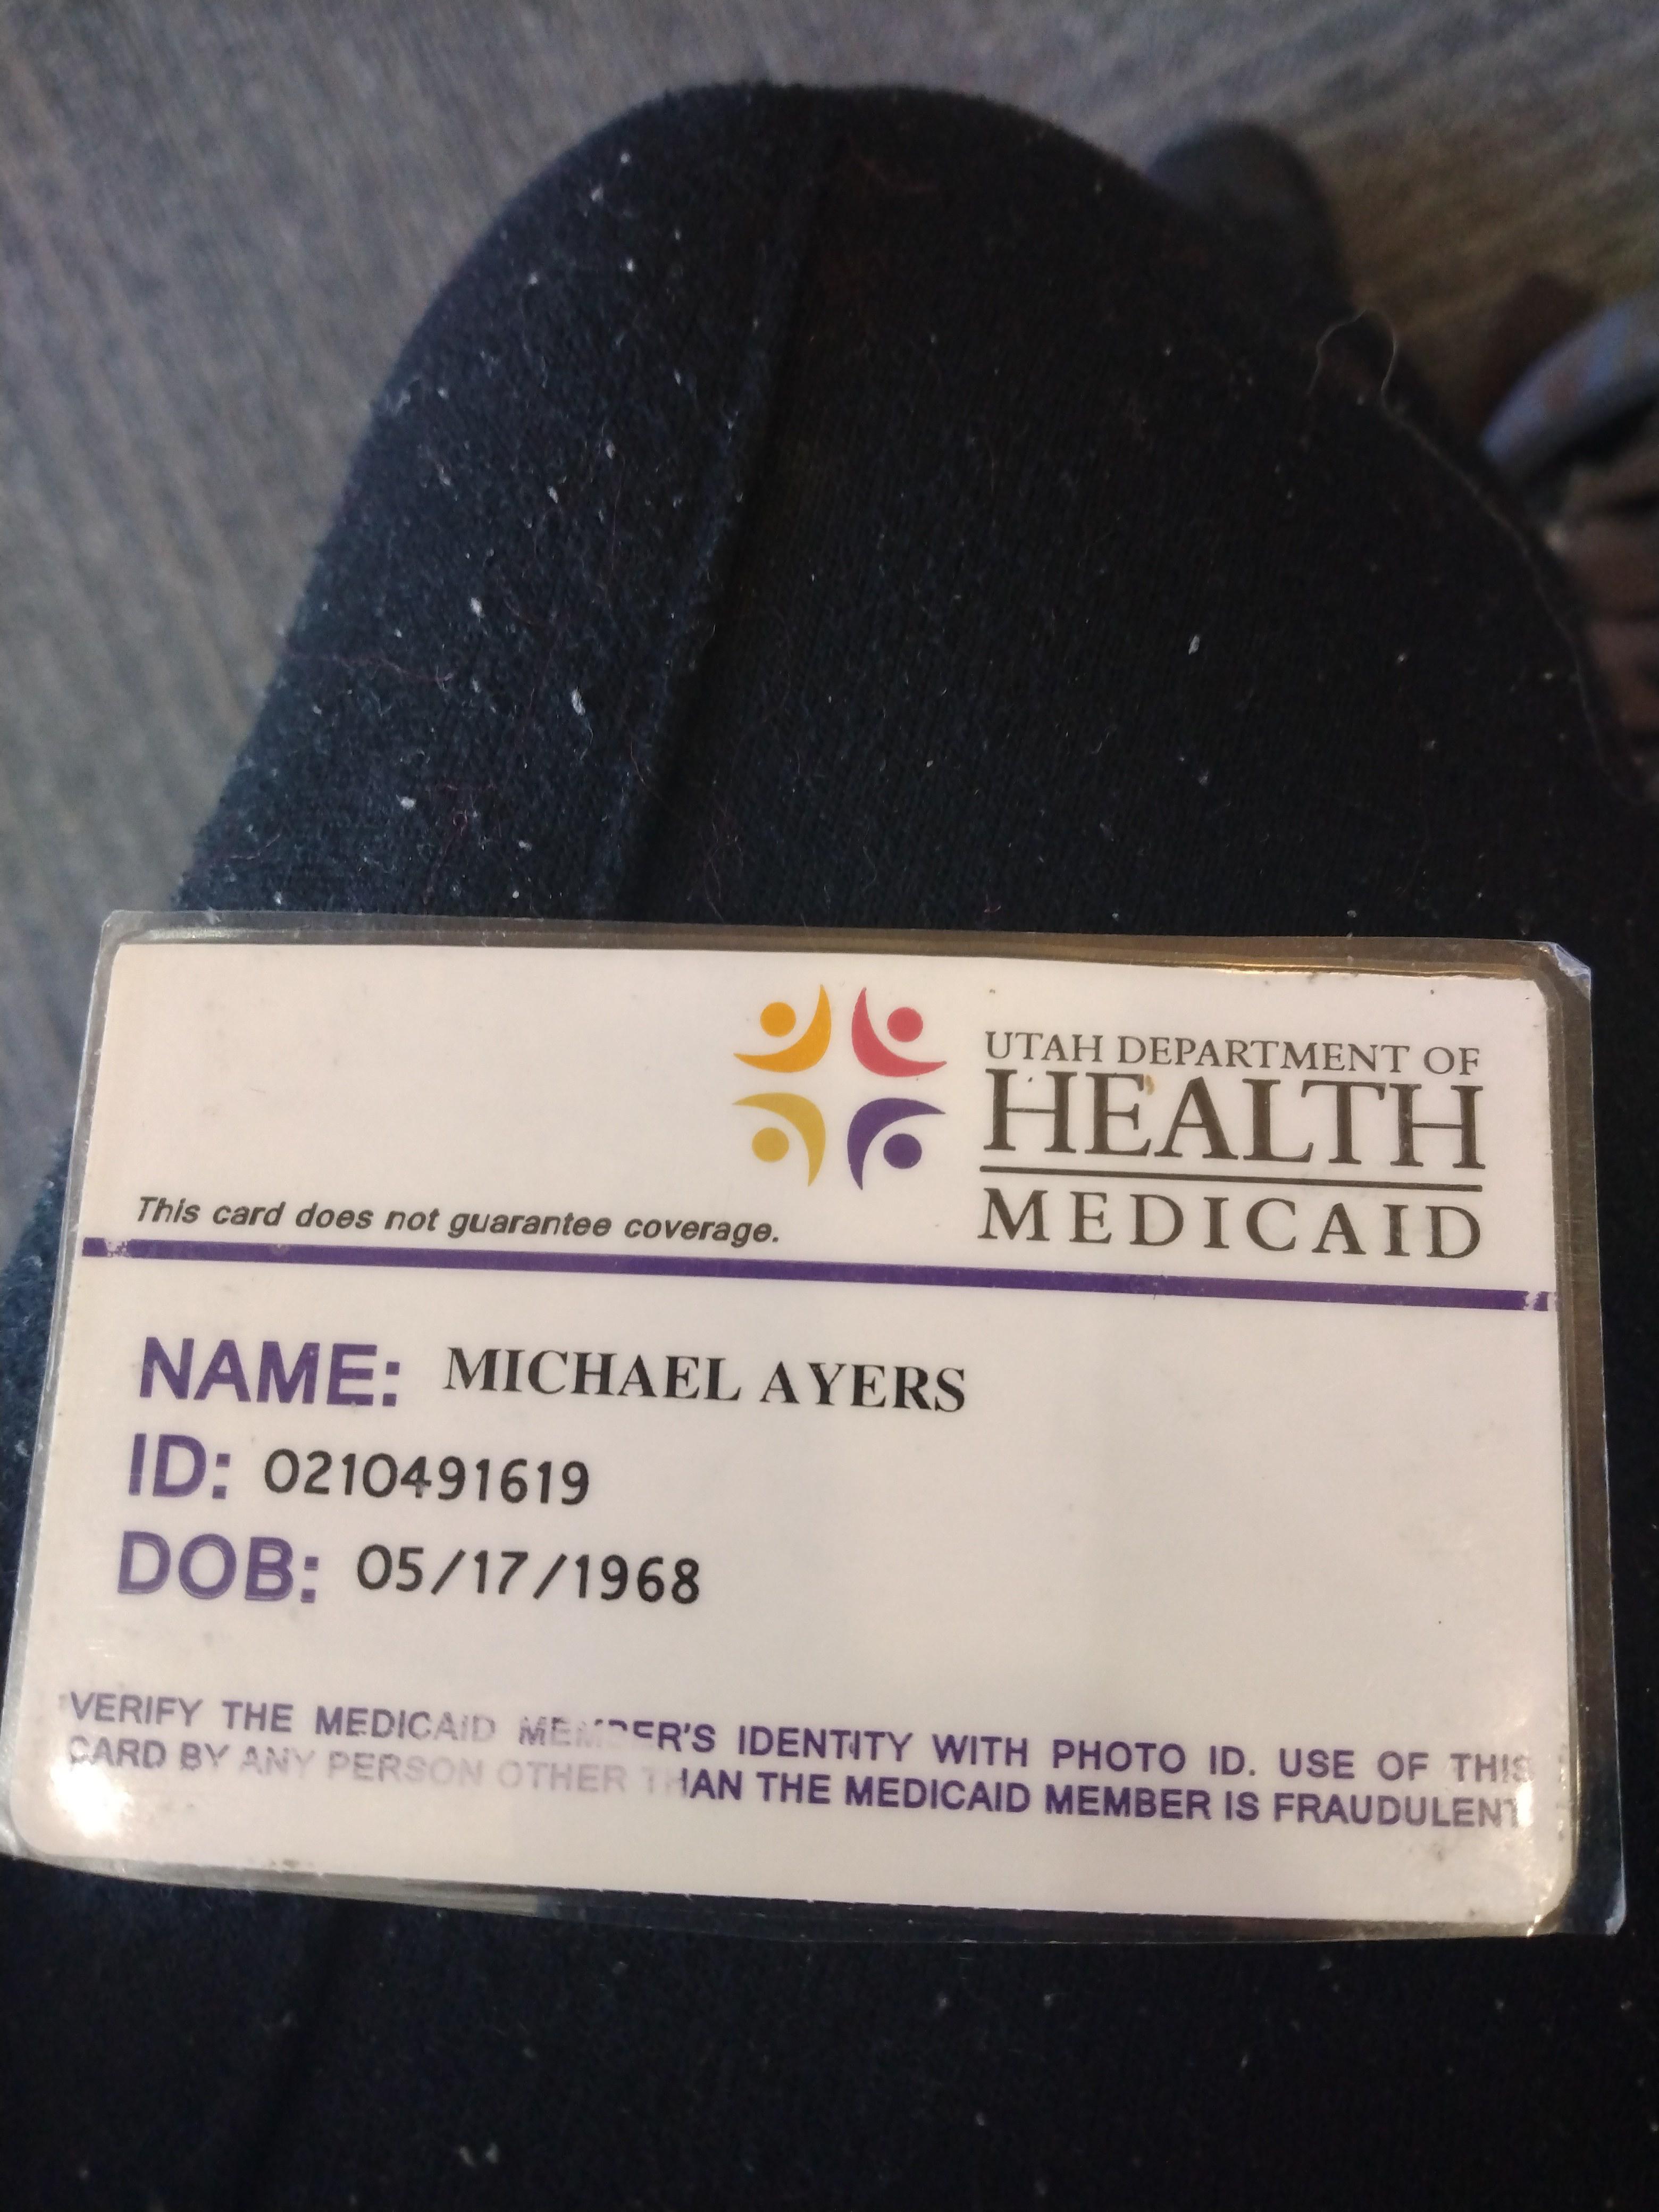 UTAH DEPARTMENT OF
HEALTH
MEDICAID
This card does not guarantee coverage.
NAME: MICHAEL AYERS
ID: 0210491619
DOB: 05/17/1968
VERIFY THE MEDICAID MEMBER'S IDENTITY WITH PHOTO ID. USE OF THIS
CARD BY ANY PERSON OTHER THAN THE MEDICAID MEMBER IS FRAUDULENT